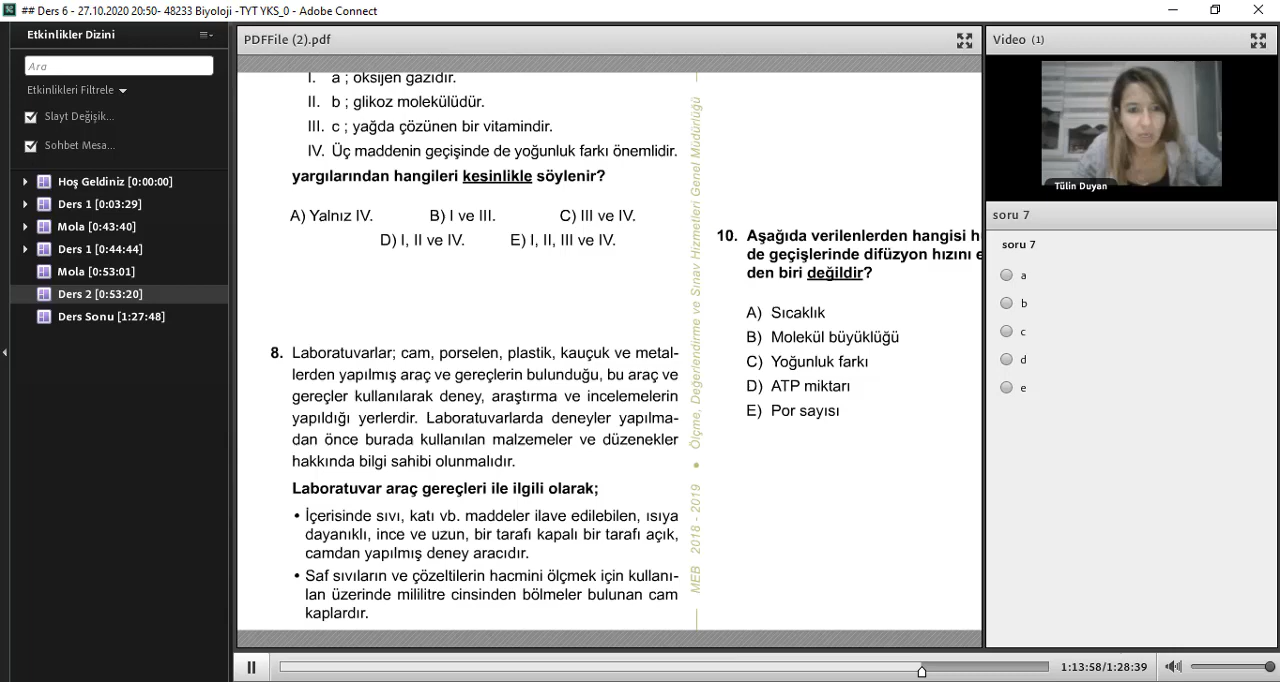 ## Ders 6 - 27.10.2020 20:50- 48233 Biyoloji -TYT YKS_0 - Adobe Connect
Etkinlikler Dizini
Ara
Etkinlikleri Filtrele
Slayt Değişik...
Sohbet Mesa...
Hoş Geldiniz [0:00:00]
Ders 1 [0:03:29]
Mola [0:43:40]
Ders 1 [0:44:44]
Mola [0:53:01]
Ders 2 [0:53:20]
Ders Sonu [1:27:48]
PDFFile (2).pdf
I. a ; oksijen gazıdır.
II. b ; glikoz molekülüdür.
III. c ; yağda çözünen bir vitamindir.
IV. Üç maddenin geçişinde de yoğunluk farkı önemlidir.
yargılarından hangileri kesinlikle söylenir?
A) Yalnız IV. B) I ve III. C) III ve IV.
D) I, II ve IV. E) I, II, III ve IV.
8. Laboratuvarlar; cam, porselen, plastik, kauçuk ve metal-
lerden yapılmış araç ve gereçlerin bulunduğu, bu araç ve
gereçler kullanılarak deney, araştırma ve incelemelerin
yapıldığı yerlerdir. Laboratuvarlarda deneyler yapılma-
dan önce burada kullanılan malzemeler ve düzenekler
hakkında bilgi sahibi olunmalıdır.
Laboratuvar araç gereçleri ile ilgili olarak;
• İçerisinde sıvı, katı vb. maddeler ilave edilebilen, ısıya
dayanıklı, ince ve uzun, bir tarafı kapalı bir tarafı açık,
camdan yapılmış deney aracıdır.
• Saf sıvıların ve çözeltilerin hacmini ölçmek için kullanı-
lan üzerinde mililitre cinsinden bölmeler bulunan cam
kaplardır.
MEB 2018 - 2019 • Ölçme, Değerlendirme ve Sınav Hizmetleri Genel Müdürlüğü
10. Aşağıda verilenlerden hangisi h
de geçişlerinde difüzyon hızını e
den biri değildir?
A) Sıcaklık
B) Molekül büyüklüğü
C) Yoğunluk farkı
D) ATP miktarı
E) Por sayısı
Video (1)
Tülin Duyan
soru 7
soru 7
a
b
c
d
e
1:13:58/1:28:39